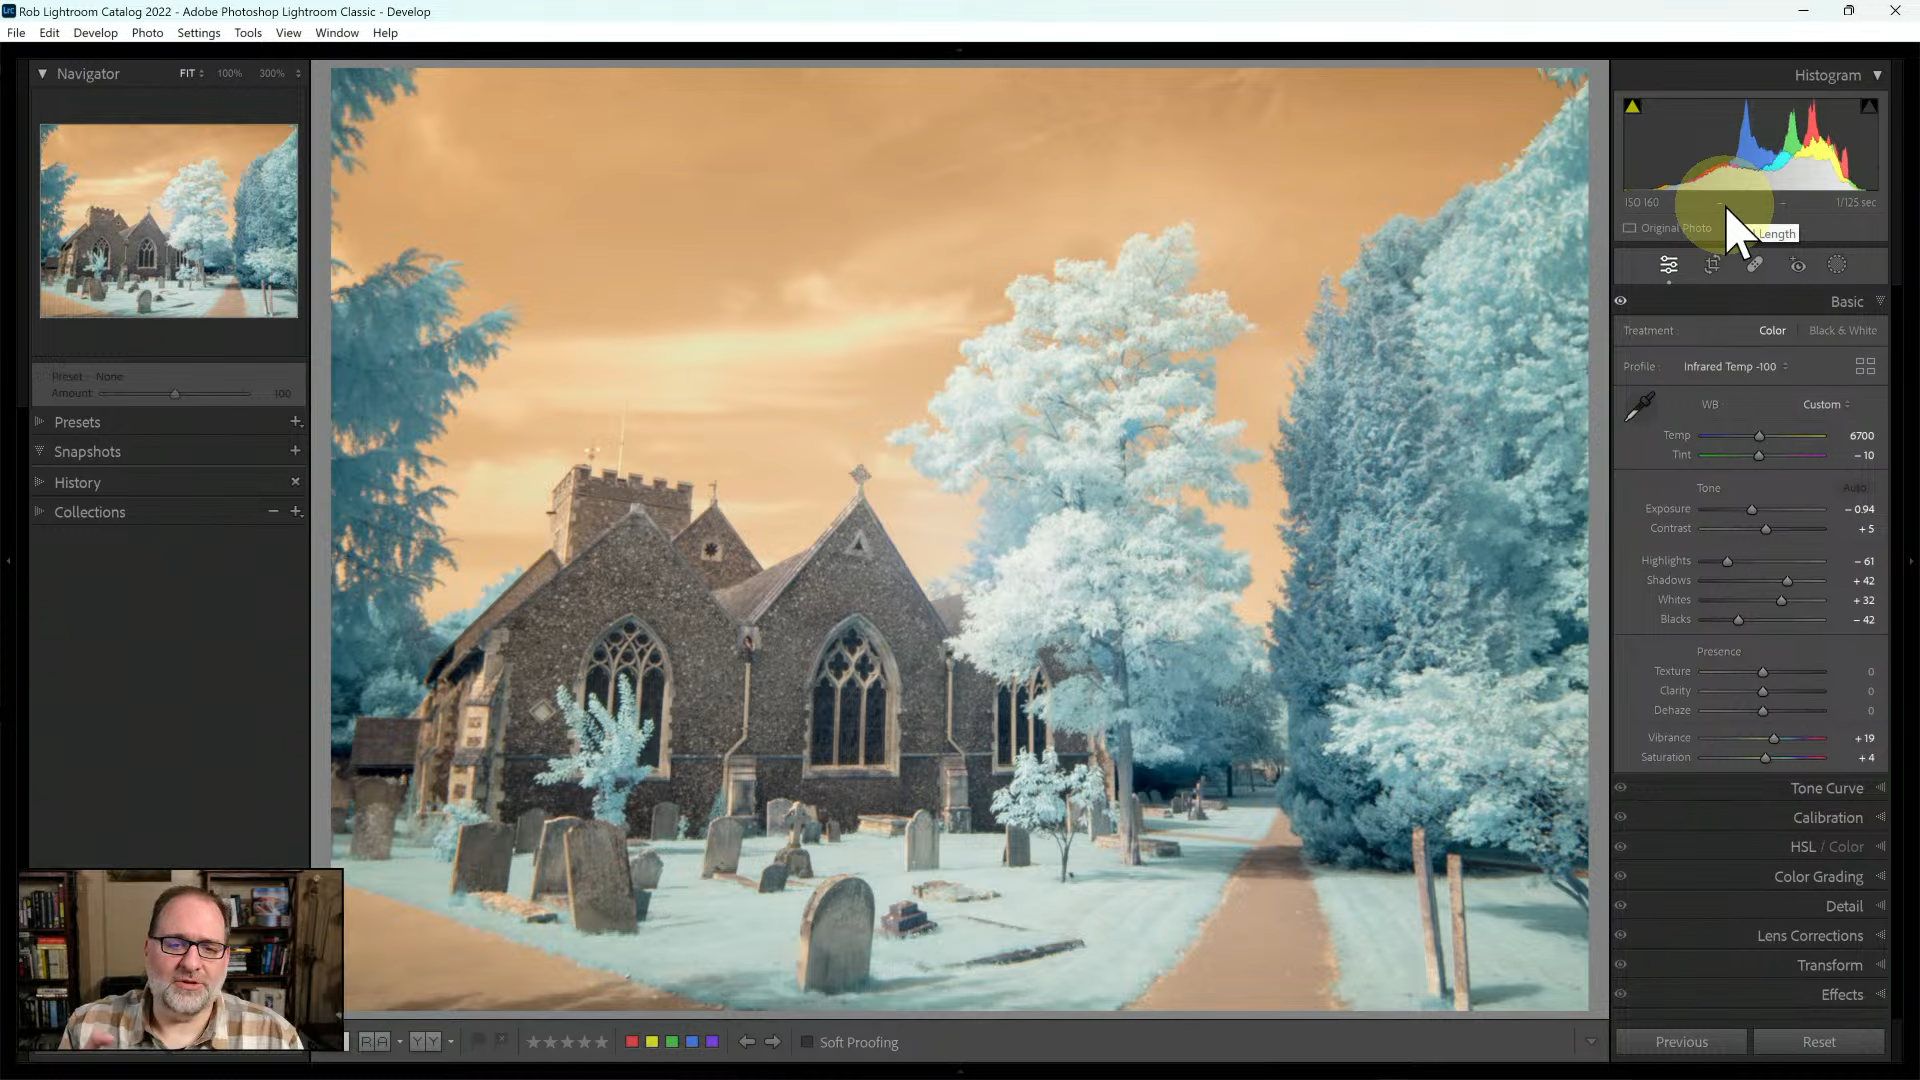 Lrc Rob Lightroom Catalog 2022 - Adobe Photoshop Lightroom Classic - Develop
File Edit Develop Photo Settings Tools View Window Help
Navigator FIT 100% 300%
Preset: None
Amount 100
Presets
Snapshots
History
Collections
Histogram
ISO 160 – – 1/125 sec
Original Photo
Length
Basic
Treatment: Color Black & White
Profile: Infrared Temp -100
WB: Custom
Temp 6700
Tint – 10
Tone Auto
Exposure – 0.94
Contrast + 5
Highlights – 61
Shadows + 42
Whites + 32
Blacks – 42
Presence
Texture 0
Clarity 0
Dehaze 0
Vibrance + 19
Saturation + 4
Tone Curve
Calibration
HSL / Color
Color Grading
Detail
Lens Corrections
Transform
Effects
RA YY Soft Proofing
Previous Reset